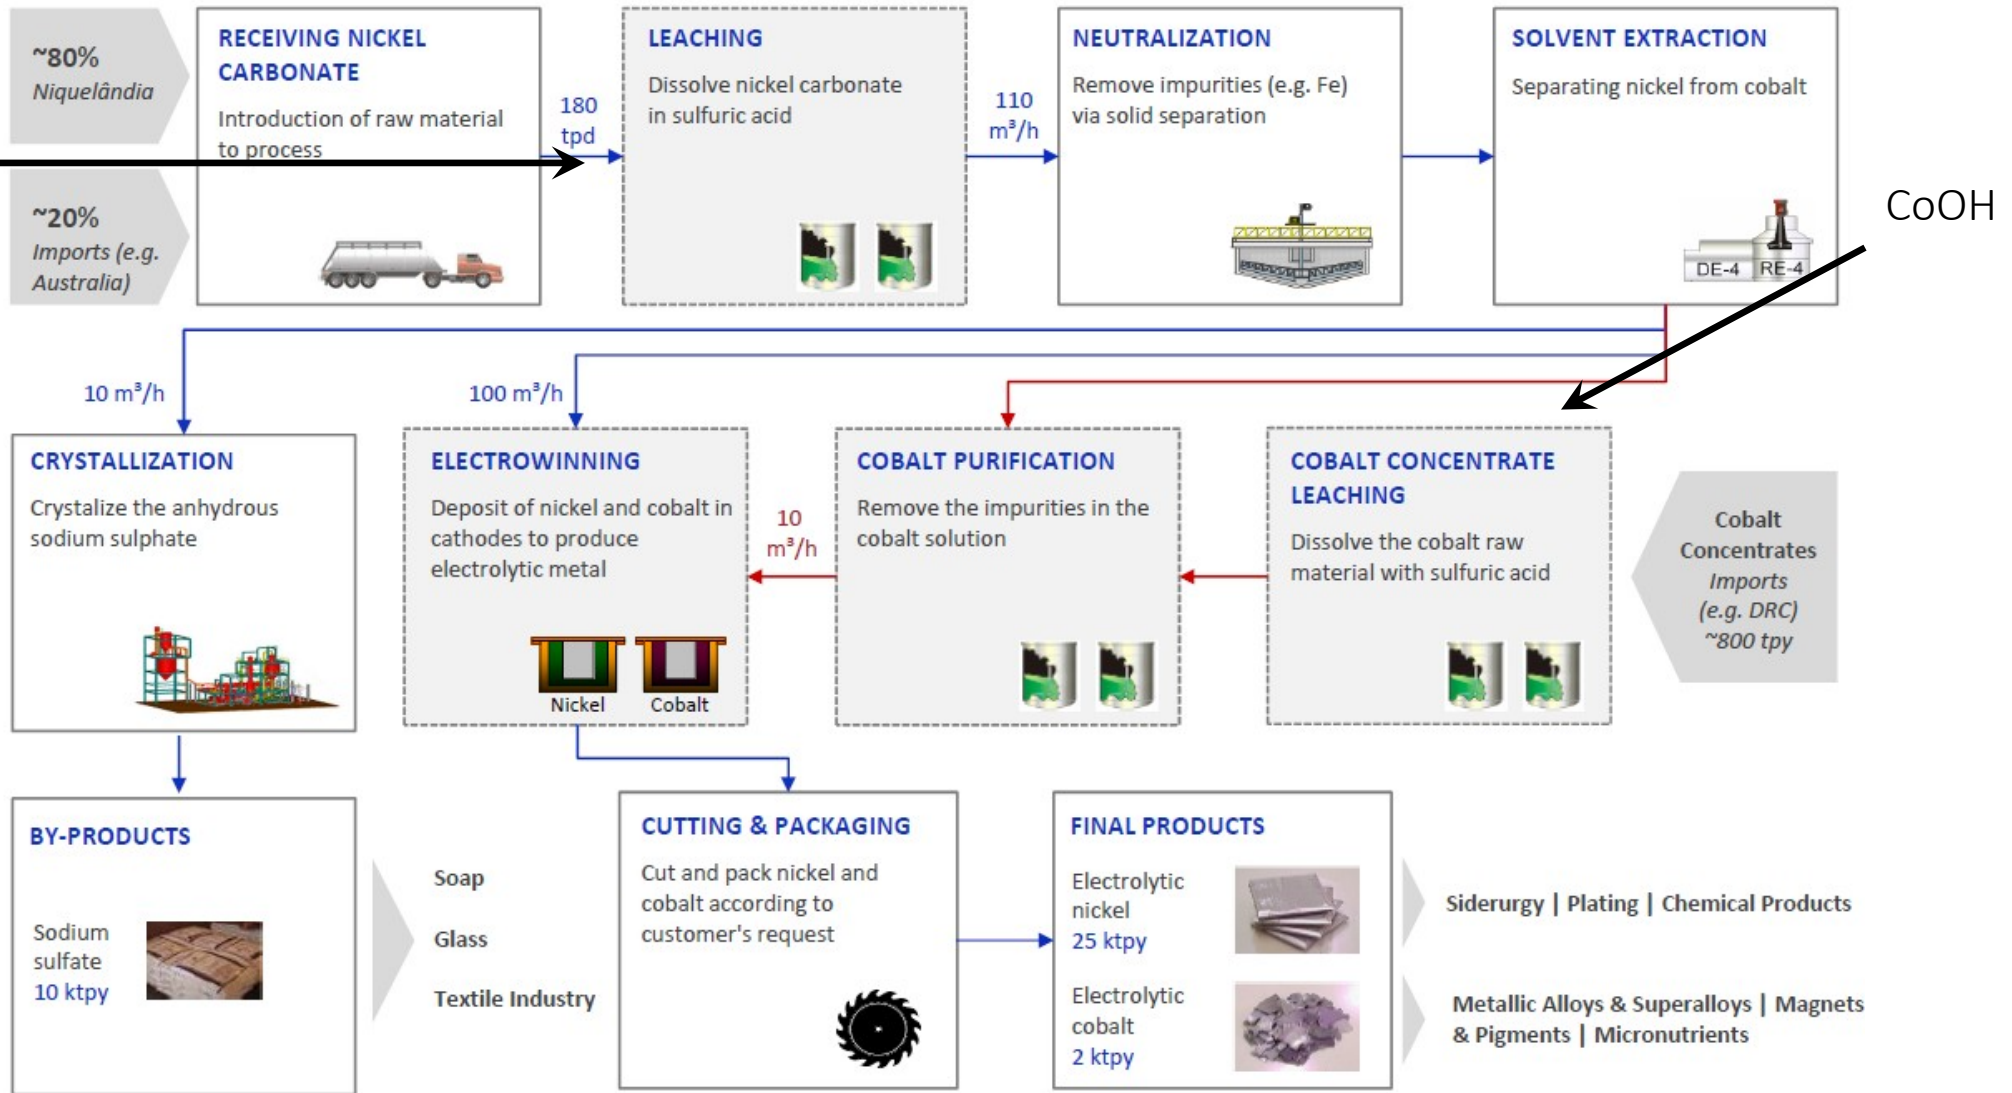 ~80%
Niquelândia
RECEIVING NICKEL
CARBONATE
Introduction of raw material
to process
180
tpd
LEACHING
Dissolve nickel carbonate
in sulfuric acid
110
m³/h
NEUTRALIZATION
Remove impurities (e.g. Fe)
via solid separation
SOLVENT EXTRACTION
Separating nickel from cobalt
DE-4 RE-4
CoOH
~20%
Imports (e.g.
Australia)
10 m³/h
100 m³/h
CRYSTALLIZATION
Crystalize the anhydrous
sodium sulphate
ELECTROWINNING
Deposit of nickel and cobalt in
cathodes to produce
electrolytic metal
Nickel Cobalt
10
m³/h
COBALT PURIFICATION
Remove the impurities in the
cobalt solution
COBALT CONCENTRATE
LEACHING
Dissolve the cobalt raw
material with sulfuric acid
Cobalt
Concentrates
Imports
(e.g. DRC)
~800 tpy
BY-PRODUCTS
Sodium
sulfate
10 ktpy
Soap
Glass
Textile Industry
CUTTING & PACKAGING
Cut and pack nickel and
cobalt according to
customer's request
FINAL PRODUCTS
Electrolytic
nickel
25 ktpy
Electrolytic
cobalt
2 ktpy
Siderurgy | Plating | Chemical Products
Metallic Alloys & Superalloys | Magnets
& Pigments | Micronutrients